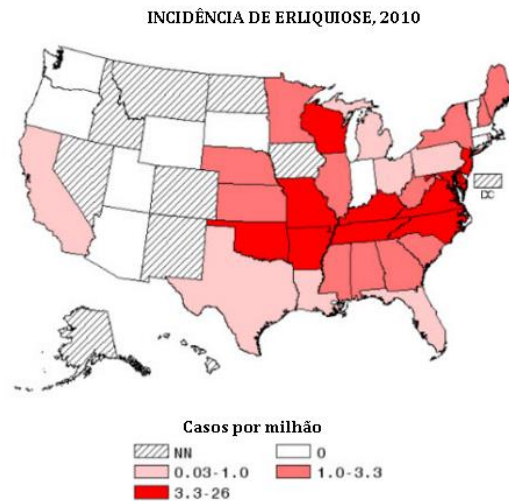 INCIDÊNCIA DE ERLIQUIOSE, 2010
DC
Casos por milhão
NN 0
0.03-1.0 1.0-3.3
3.3-26